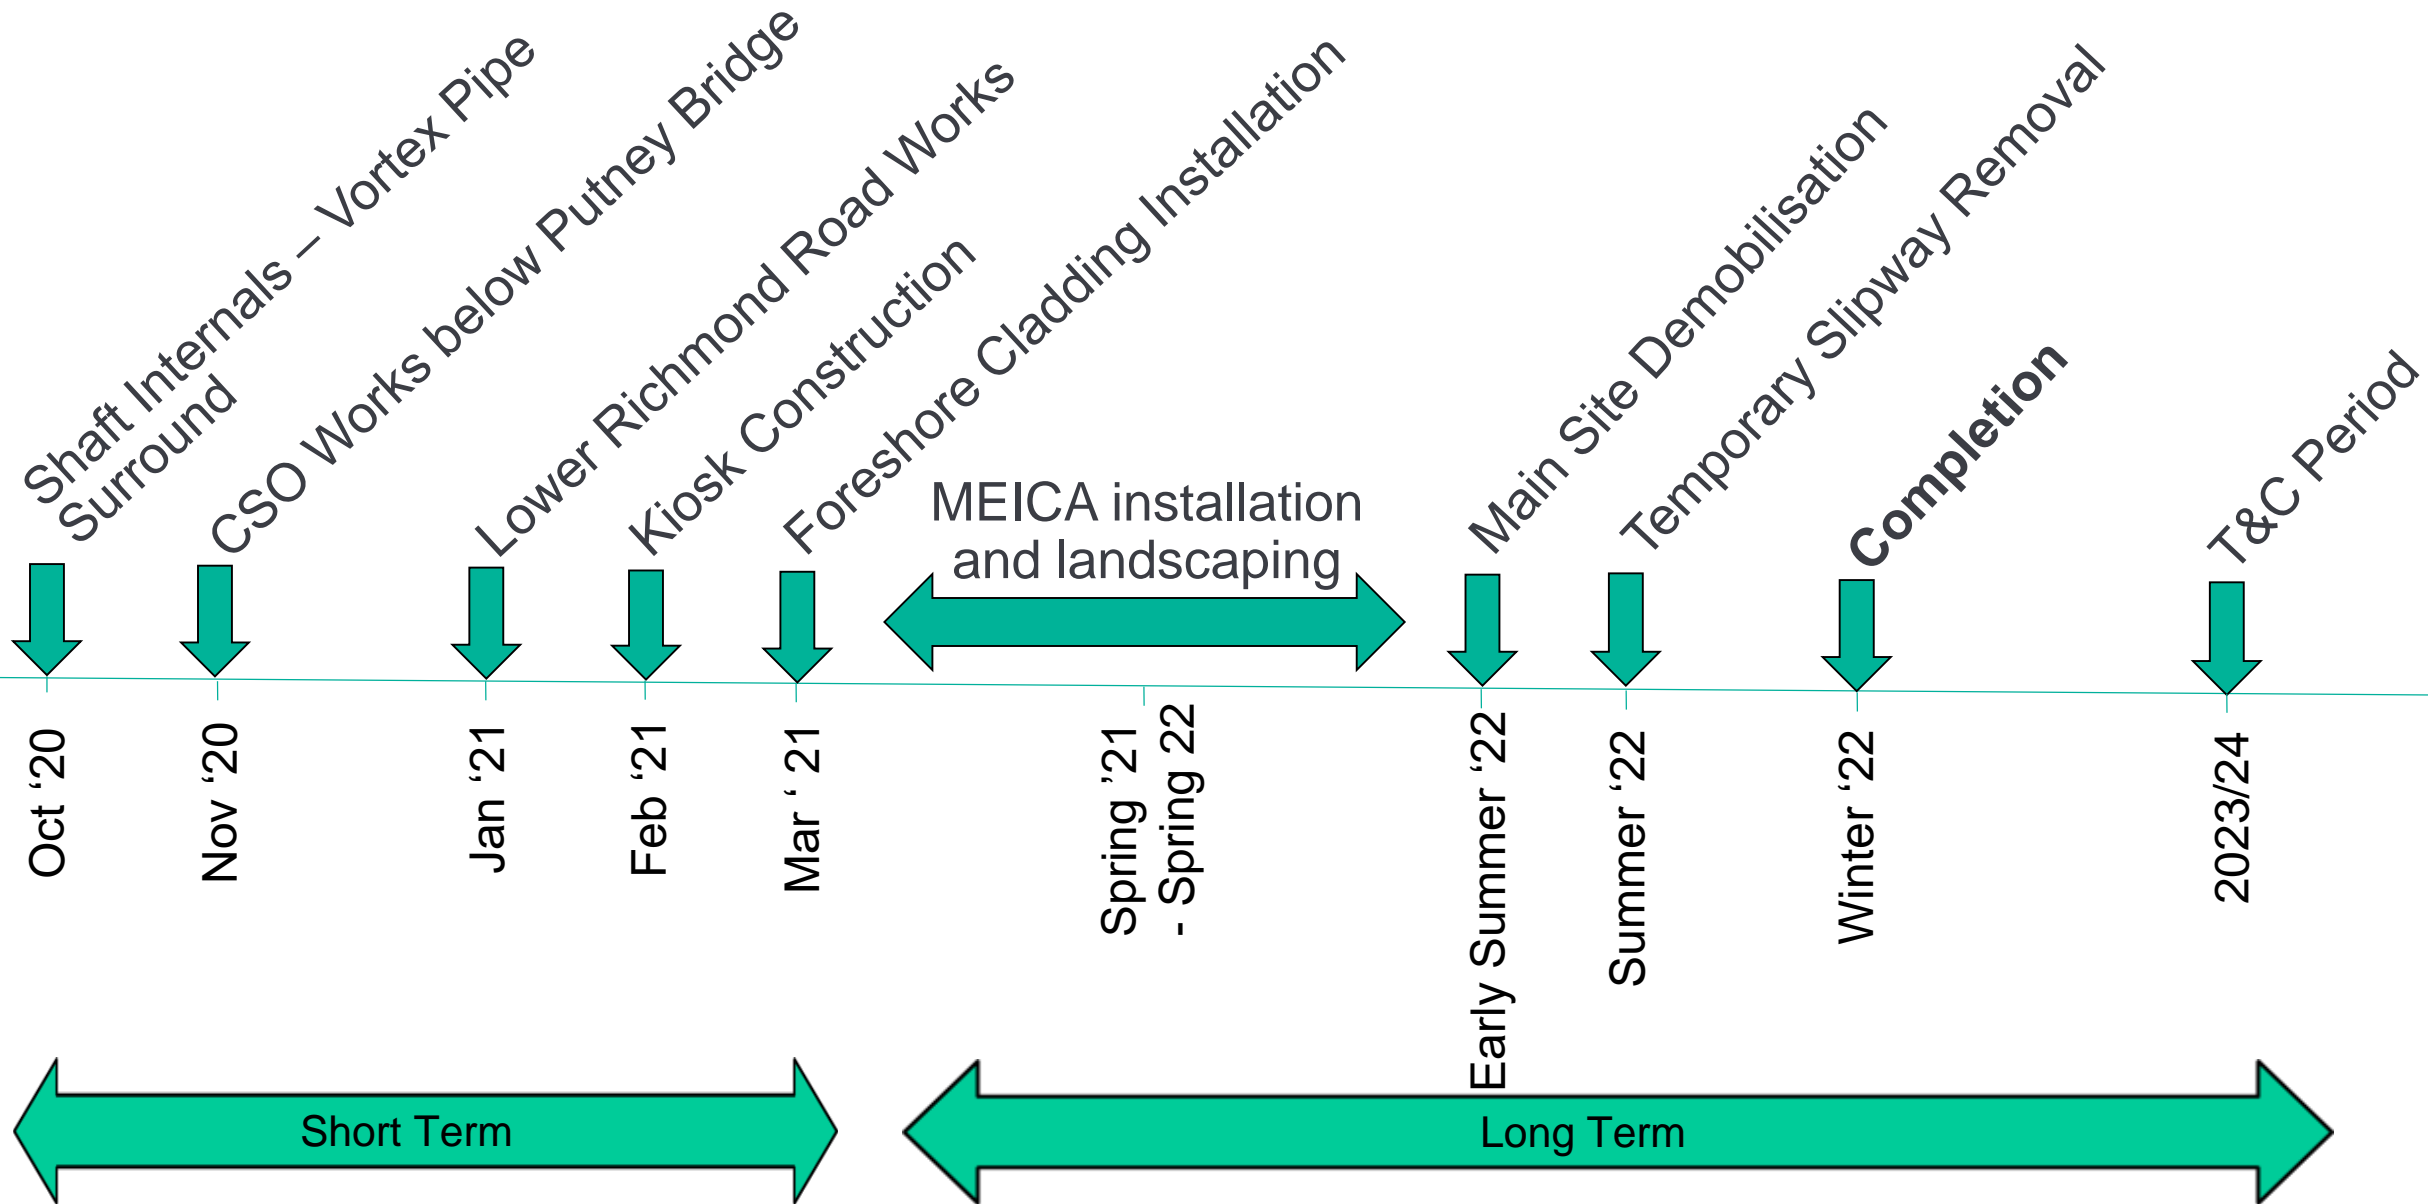 Shaft Internals – Vortex Pipe
Surround
CSO Works below Putney Bridge
Lower Richmond Road Works
Kiosk Construction
Foreshore Cladding Installation
MEICA installation
and landscaping
Main Site Demobilisation
Temporary Slipway Removal
Completion
T&C Period
Oct ‘20
Nov ‘20
Jan ‘21
Feb ‘21
Mar ‘ 21
Spring ’21
- Spring 22
Early Summer ‘22
Summer ‘22
Winter ‘22
2023/24
Short Term
Long Term